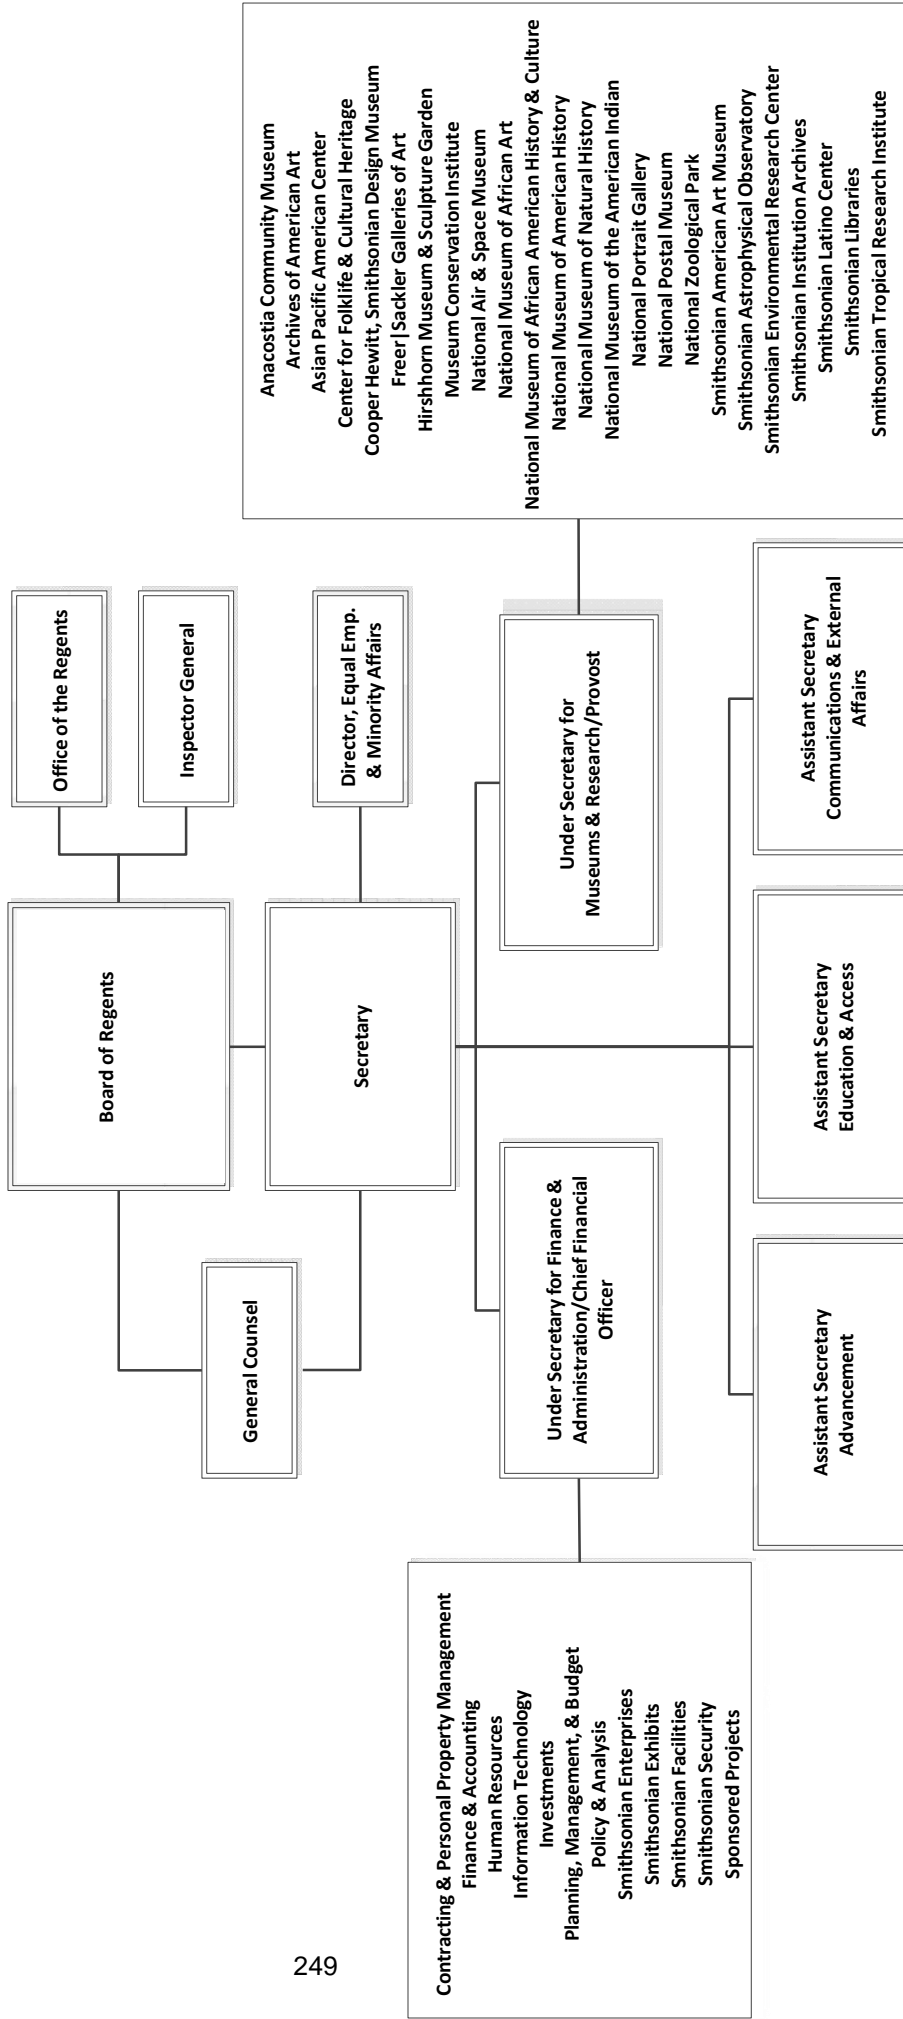 Board of Regents
Office of the Regents
Inspector General
General Counsel
Secretary
Director, Equal Emp.
& Minority Affairs
Under Secretary for Finance &
Administration/Chief Financial
Officer
Under Secretary for
Museums & Research/Provost
Contracting & Personal Property Management
Finance & Accounting
Human Resources
Information Technology
Investments
Planning, Management, & Budget
Policy & Analysis
Smithsonian Enterprises
Smithsonian Exhibits
Smithsonian Facilities
Smithsonian Security
Sponsored Projects
Anacostia Community Museum
Archives of American Art
Asian Pacific American Center
Center for Folklife & Cultural Heritage
Cooper Hewitt, Smithsonian Design Museum
Freer|Sackler Galleries of Art
Hirshhorn Museum & Sculpture Garden
Museum Conservation Institute
National Air & Space Museum
National Museum of African Art
National Museum of African American History & Culture
National Museum of American History
National Museum of Natural History
National Museum of the American Indian
National Portrait Gallery
National Postal Museum
National Zoological Park
Smithsonian American Art Museum
Smithsonian Astrophysical Observatory
Smithsonian Environmental Research Center
Smithsonian Institution Archives
Smithsonian Latino Center
Smithsonian Libraries
Smithsonian Tropical Research Institute
Assistant Secretary
Advancement
Assistant Secretary
Education & Access
Assistant Secretary
Communications & External
Affairs
249